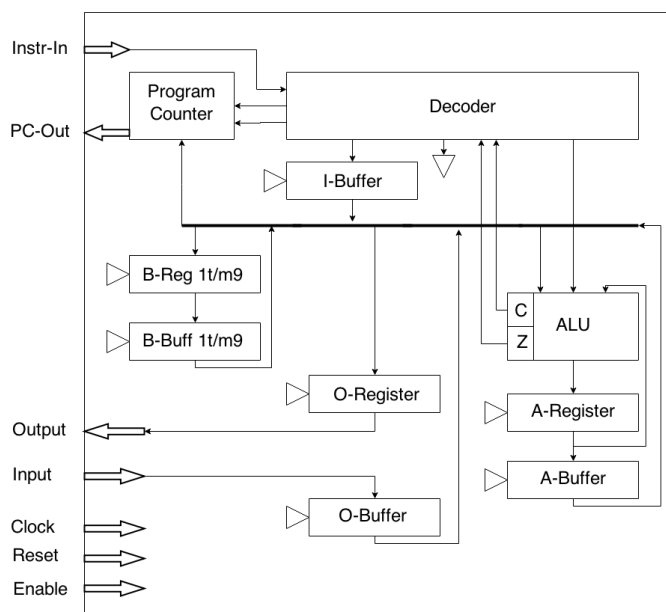 Instr-In
Program
Counter
Decoder
PC-Out
I-Buffer
B-Reg 1t/m9
B-Buff 1t/m9
C
Z
ALU
O-Register
A-Register
Output
Input
A-Buffer
O-Buffer
Clock
Reset
Enable